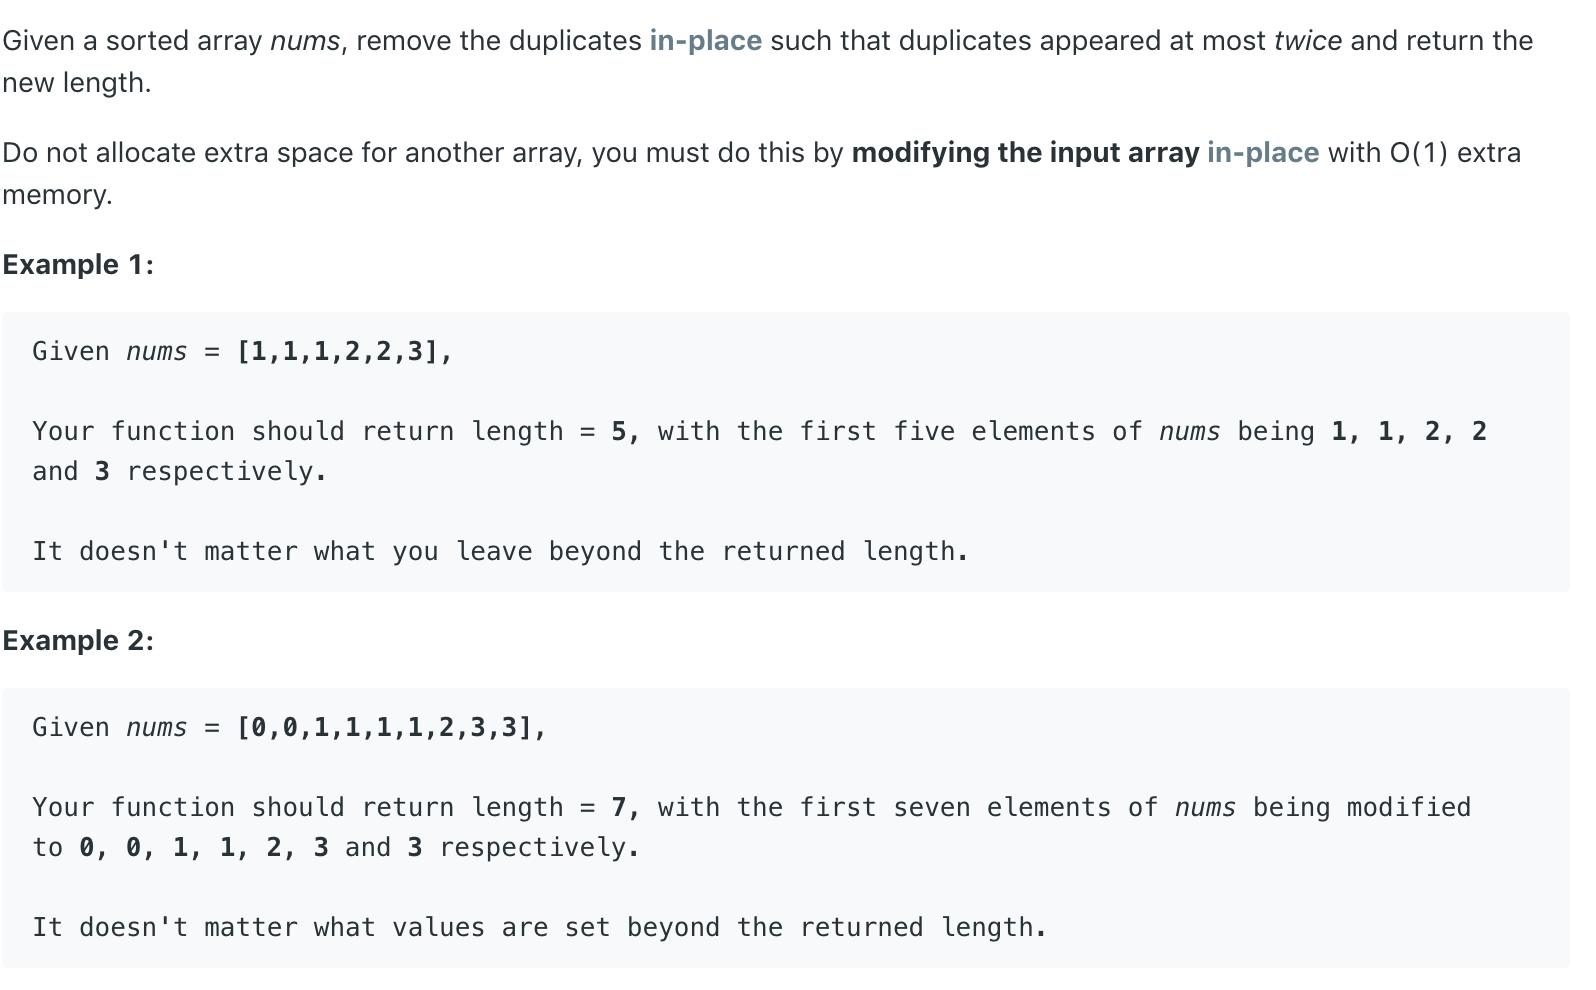 Given a sorted array nums, remove the duplicates in-place such that duplicates appeared at most twice and return the
new length.
Do not allocate extra space for another array, you must do this by modifying the input array in-place with O(1) extra
memory.
Example 1:
Given nums = [1,1,1,2,2,3],
Your function should return length = 5, with the first five elements of nums being 1, 1, 2, 2
and 3 respectively.
It doesn't matter what you leave beyond the returned length.
Example 2:
Given nums = [0,0,1,1,1,1,2,3,3],
Your function should return length = 7, with the first seven elements of nums being modified
to 0, 0, 1, 1, 2, 3 and 3 respectively.
It doesn't matter what values are set beyond the returned length.